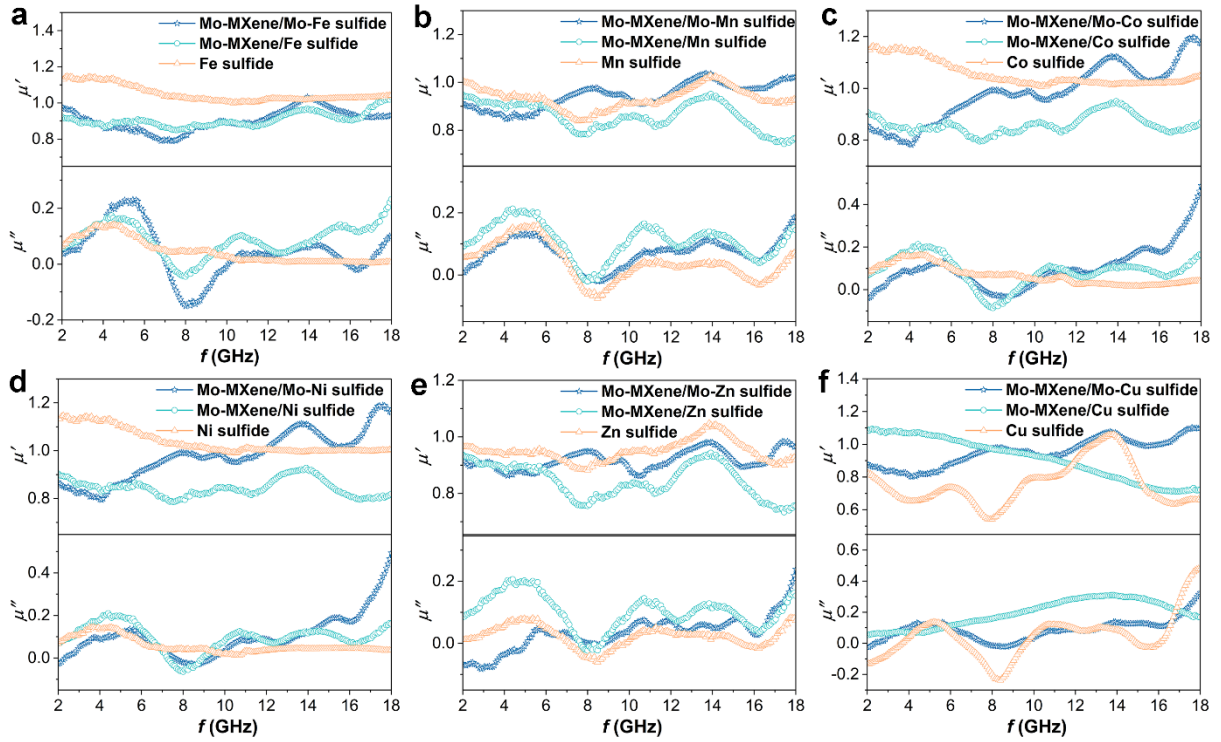 a
Mo-MXene/Mo-Fe sulfide
Mo-MXene/Fe sulfide
Fe sulfide
1.4
1.2
1.0
0.8
μ′
0.2
0.0
-0.2
μ″
2 4 6 8 10 12 14 16 18
f (GHz)
b
Mo-MXene/Mo-Mn sulfide
Mo-MXene/Mn sulfide
Mn sulfide
1.4
1.2
1.0
0.8
μ′
0.4
0.2
0.0
μ″
2 4 6 8 10 12 14 16 18
f (GHz)
c
Mo-MXene/Mo-Co sulfide
Mo-MXene/Co sulfide
Co sulfide
1.2
1.0
0.8
μ′
0.4
0.2
0.0
μ″
2 4 6 8 10 12 14 16 18
f (GHz)
d
Mo-MXene/Mo-Ni sulfide
Mo-MXene/Ni sulfide
Ni sulfide
1.2
1.0
0.8
μ′
0.4
0.2
0.0
μ″
2 4 6 8 10 12 14 16 18
f (GHz)
e
Mo-MXene/Mo-Zn sulfide
Mo-MXene/Zn sulfide
Zn sulfide
1.2
1.0
0.8
μ′
0.2
0.0
μ″
2 4 6 8 10 12 14 16 18
f (GHz)
f
Mo-MXene/Mo-Cu sulfide
Mo-MXene/Cu sulfide
Cu sulfide
1.4
1.2
1.0
0.8
0.6
μ′
0.6
0.4
0.2
0.0
-0.2
μ″
2 4 6 8 10 12 14 16 18
f (GHz)